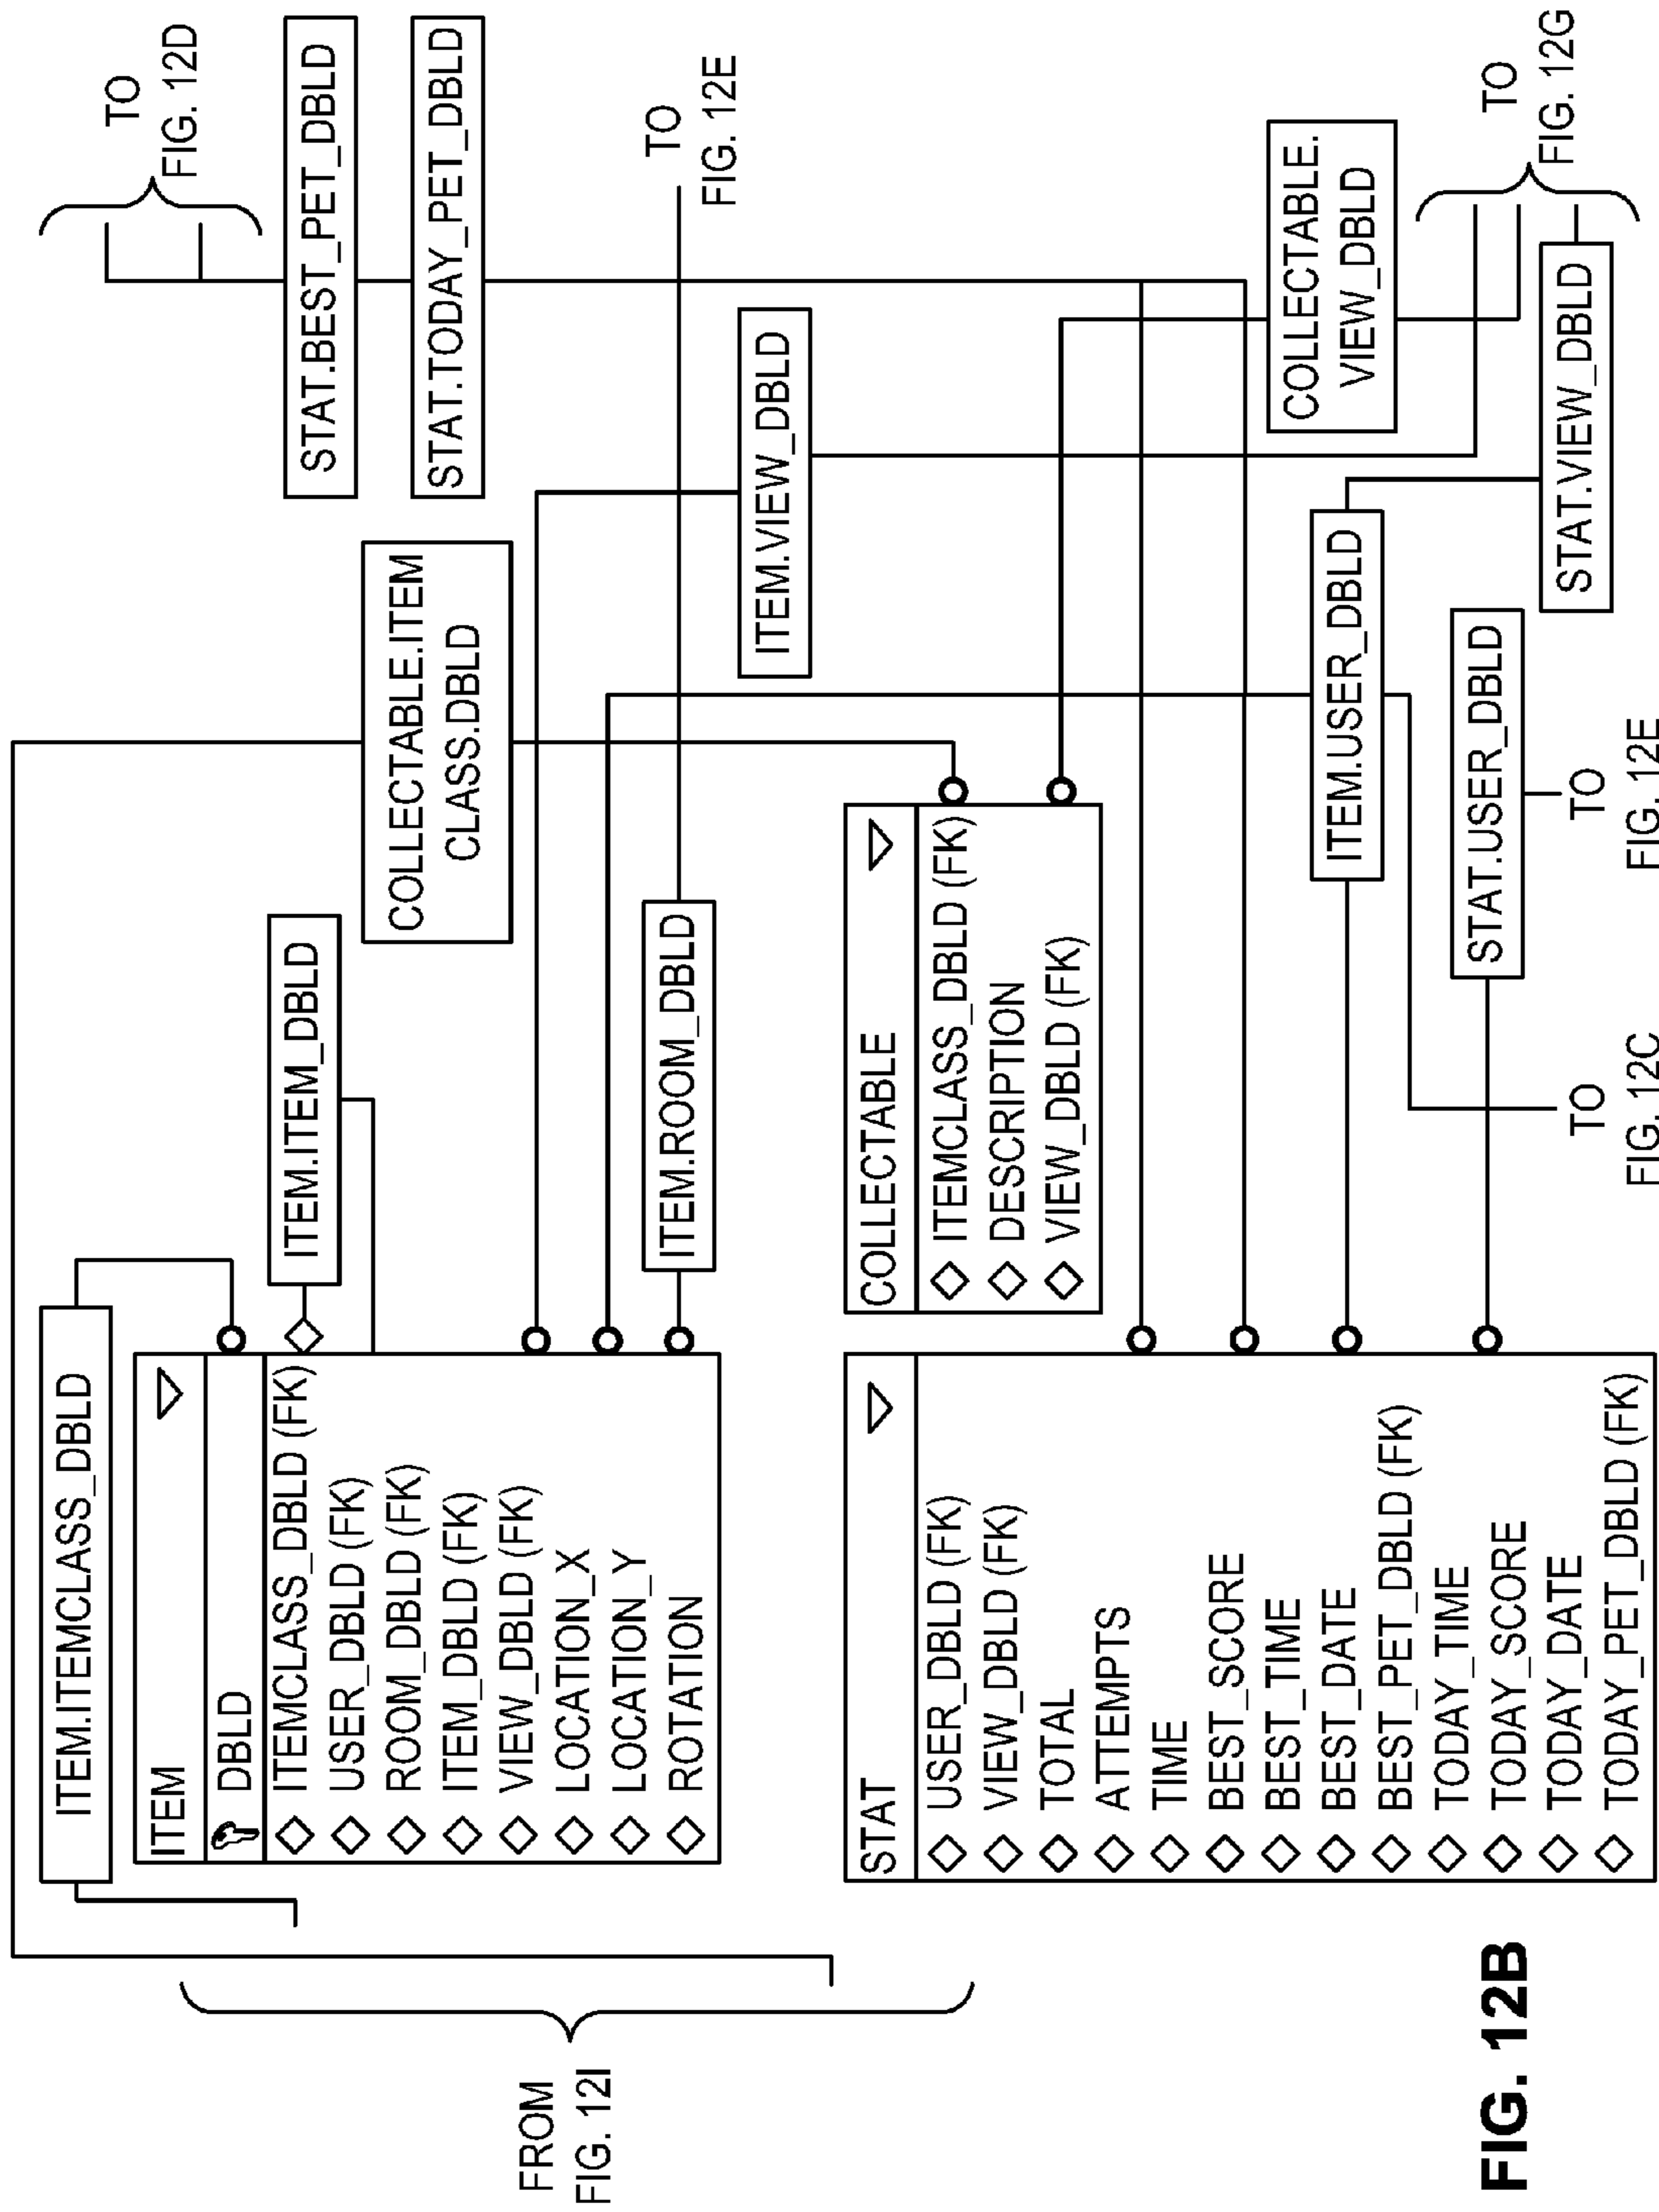 FROM
FIG. 12I
ITEM.ITEMCLASS_DBLD
ITEM
DBLD
ITEMCLASS_DBLD (FK)
USER_DBLD (FK)
ROOM_DBLD (FK)
ITEM_DBLD (FK)
VIEW_DBLD (FK)
LOCATION_X
LOCATION_Y
ROTATION
ITEM.ITEM_DBLD
COLLECTABLE.ITEM
CLASS.DBLD
ITEM.ROOM_DBLD
TO
FIG. 12D
STAT.BEST_PET_DBLD
STAT.TODAY_PET_DBLD
TO
FIG. 12E
ITEM.VIEW_DBLD
COLLECTABLE
ITEMCLASS_DBLD (FK)
DESCRIPTION
VIEW_DBLD (FK)
COLLECTABLE.
VIEW_DBLD
STAT
USER_DBLD (FK)
VIEW_DBLD (FK)
TOTAL
ATTEMPTS
TIME
BEST_SCORE
BEST_TIME
BEST_DATE
BEST_PET_DBLD (FK)
TODAY_TIME
TODAY_SCORE
TODAY_DATE
TODAY_PET_DBLD (FK)
ITEM.USER_DBLD
STAT.USER_DBLD
STAT.VIEW_DBLD
TO
FIG. 12G
TO
FIG. 12C
TO
FIG. 12E
FIG. 12B